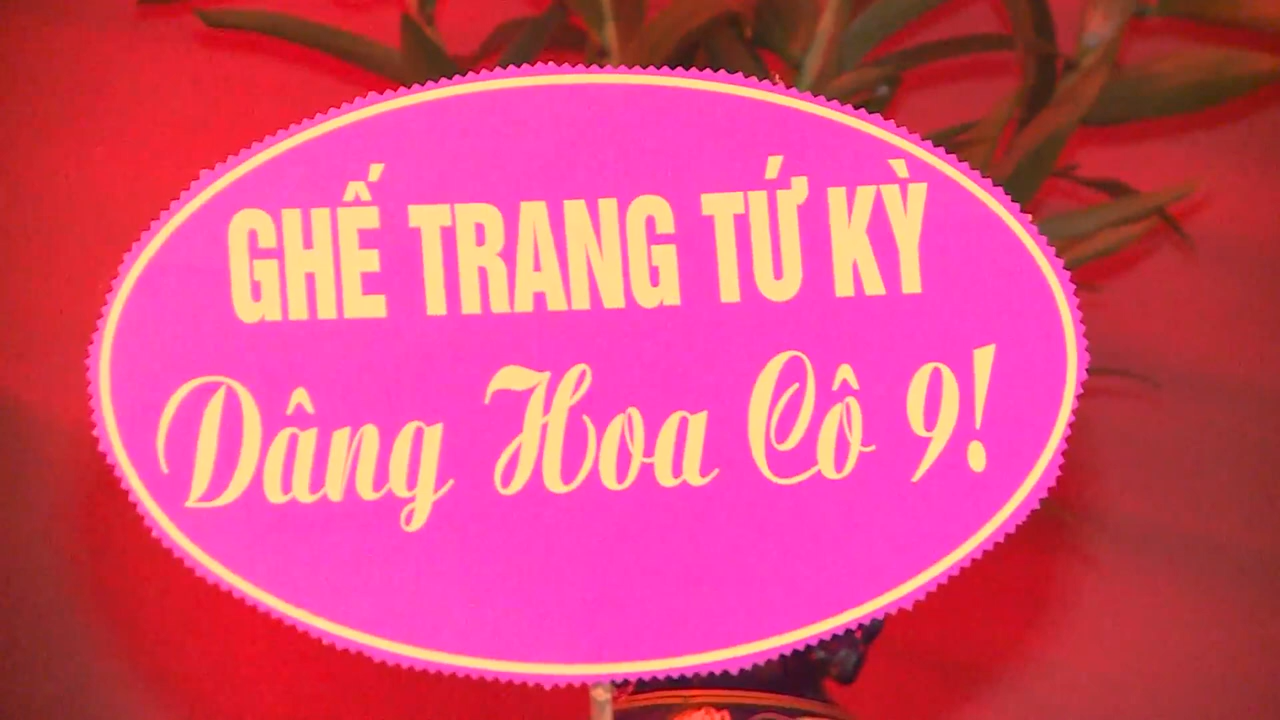 GHẾ TRANG TỨ KỲ
Dâng Hoa Cô 9!